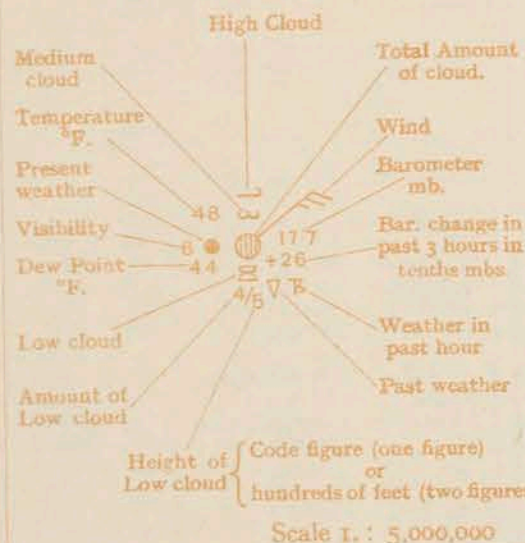 High Cloud
Medium
cloud
Total Amount
of cloud.
Temperature
°F.
Wind
Present
weather
Barometer
mb.
48
Visibility
6
177
Bar. change in
past 3 hours in
tenths mbs
Dew Point
°F.
44
+26
4/5
Low cloud
Weather in
past hour
Amount of
Low cloud
Past weather
Height of
Low cloud
Code figure (one figure)
or
hundreds of feet (two figures
Scale 1. : 5,000,000